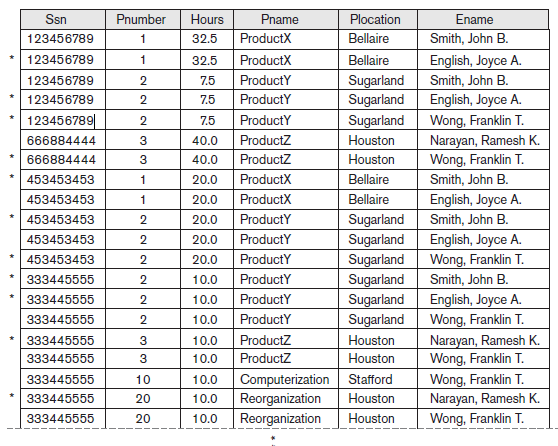 Ssn Pnumber Hours Pname Plocation Ename
123456789 1 32.5 ProductX Bellaire Smith, John B.
* 123456789 1 32.5 ProductX Bellaire English, Joyce A.
123456789 2 7.5 ProductY Sugarland Smith, John B.
* 123456789 2 7.5 ProductY Sugarland English, Joyce A.
* 123456789 2 7.5 ProductY Sugarland Wong, Franklin T.
666884444 3 40.0 ProductZ Houston Narayan, Ramesh K.
* 666884444 3 40.0 ProductZ Houston Wong, Franklin T.
* 453453453 1 20.0 ProductX Bellaire Smith, John B.
453453453 1 20.0 ProductX Bellaire English, Joyce A.
* 453453453 2 20.0 ProductY Sugarland Smith, John B.
453453453 2 20.0 ProductY Sugarland English, Joyce A.
* 453453453 2 20.0 ProductY Sugarland Wong, Franklin T.
* 333445555 2 10.0 ProductY Sugarland Smith, John B.
* 333445555 2 10.0 ProductY Sugarland English, Joyce A.
333445555 2 10.0 ProductY Sugarland Wong, Franklin T.
* 333445555 3 10.0 ProductZ Houston Narayan, Ramesh K.
333445555 3 10.0 ProductZ Houston Wong, Franklin T.
333445555 10 10.0 Computerization Stafford Wong, Franklin T.
* 333445555 20 10.0 Reorganization Houston Narayan, Ramesh K.
333445555 20 10.0 Reorganization Houston Wong, Franklin T.
*